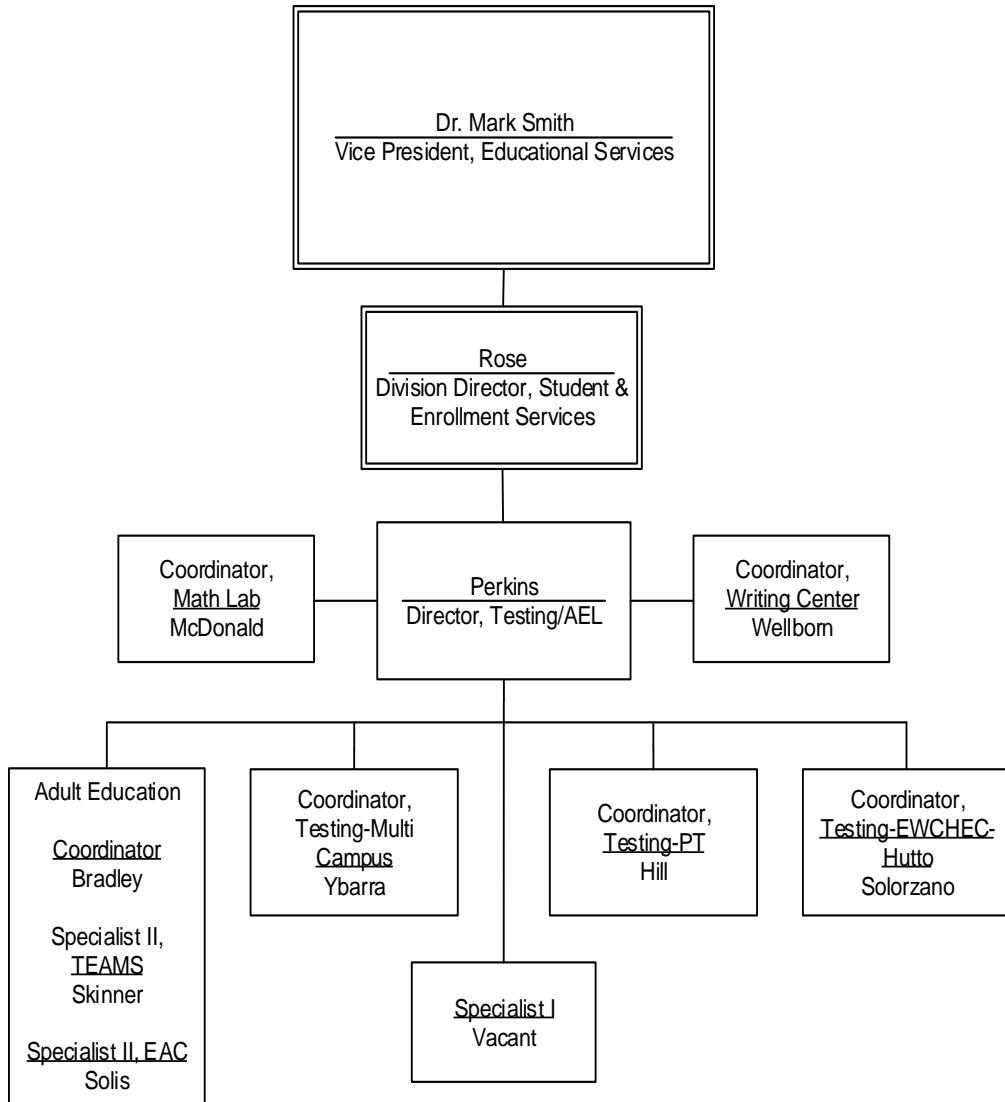 Dr. Mark Smith
Vice President, Educational Services
Rose
Division Director, Student &
Enrollment Services
Coordinator,
Math Lab
McDonald
Perkins
Director, Testing/AEL
Coordinator,
Writing Center
Wellborn
Adult Education
Coordinator
Bradley
Specialist II,
TEAMS
Skinner
Specialist II, EAC
Solis
Coordinator,
Testing-Multi
Campus
Ybarra
Coordinator,
Testing-PT
Hill
Coordinator,
Testing-EWCHEC-
Hutto
Solorzano
Specialist I
Vacant